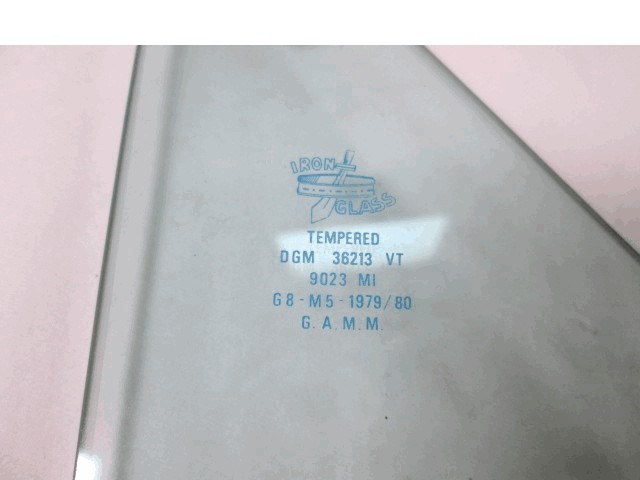 IRON
GLASS
TEMPERED
DGM 36213 VT
9023 MI
G8-M5-1979/80
G.A.M.M.